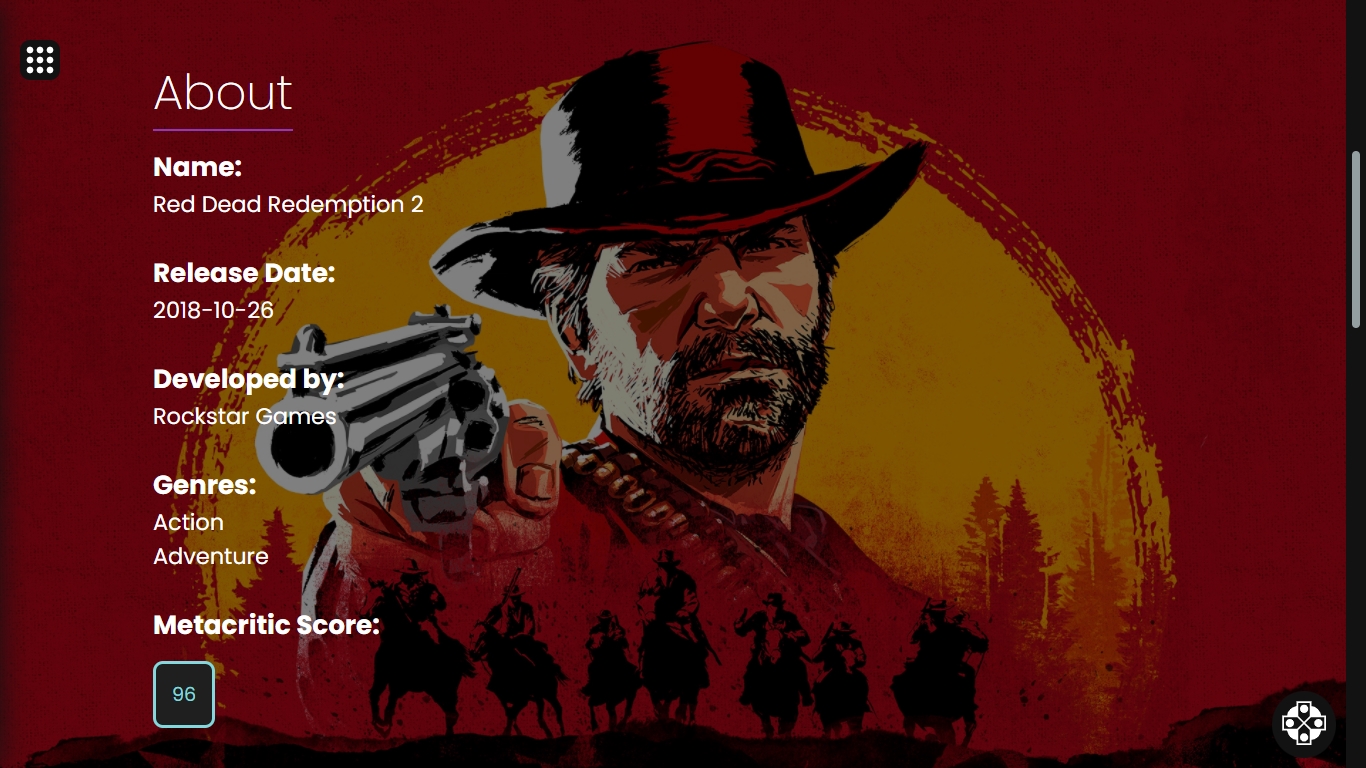 About
Name:
Red Dead Redemption 2
Release Date:
2018-10-26
Developed by:
Rockstar Games
Genres:
Action
Adventure
Metacritic Score:
96